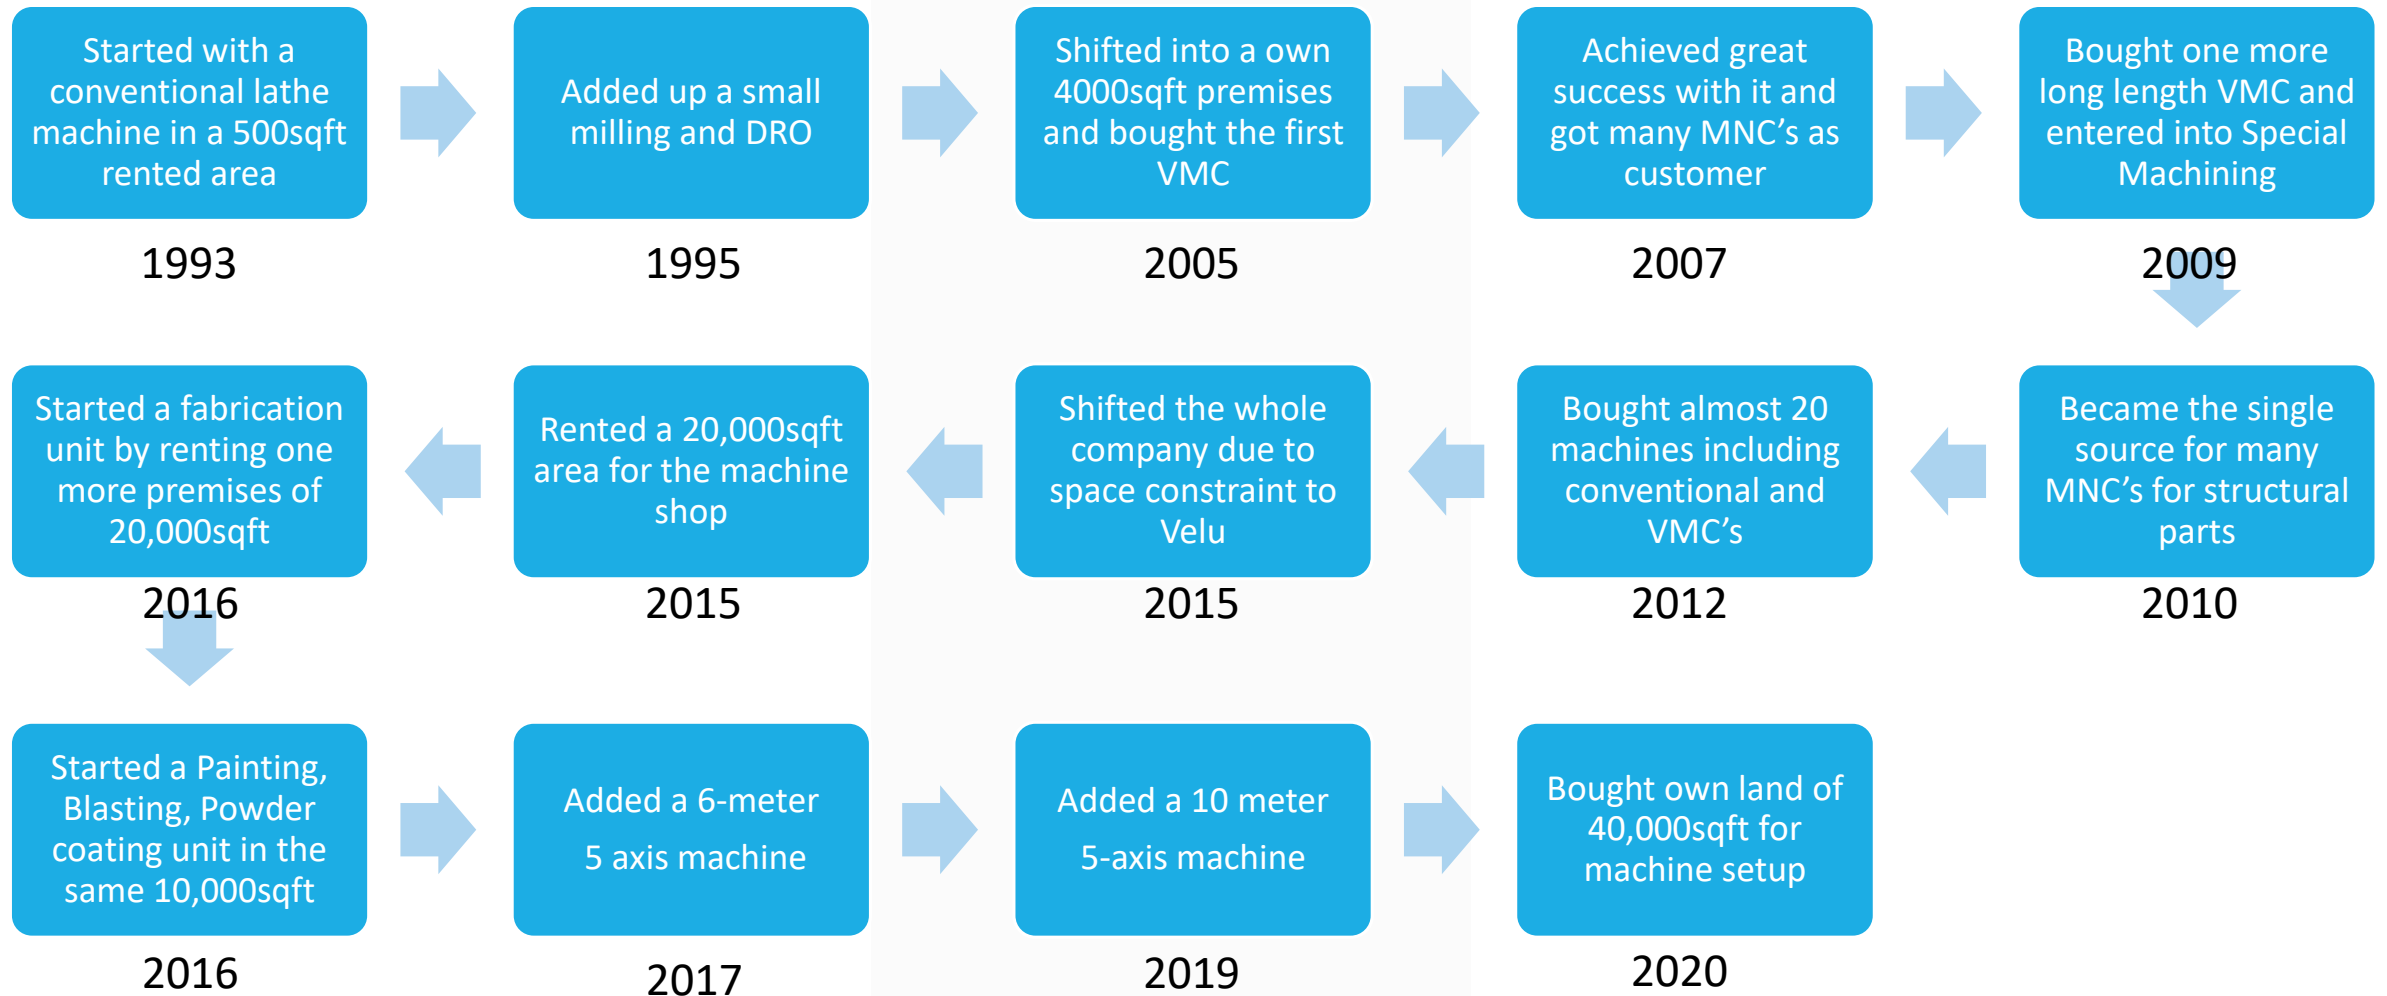 Started with a
conventional lathe
machine in a 500sqft
rented area
1993
Added up a small
milling and DRO
1995
Shifted into a own
4000sqft premises
and bought the first
VMC
2005
Achieved great
success with it and
got many MNC’s as
customer
2007
Bought one more
long length VMC and
entered into Special
Machining
2009
Became the single
source for many
MNC’s for structural
parts
2010
Bought almost 20
machines including
conventional and
VMC’s
2012
Shifted the whole
company due to
space constraint to
Velu
2015
Rented a 20,000sqft
area for the machine
shop
2015
Started a fabrication
unit by renting one
more premises of
20,000sqft
2016
Started a Painting,
Blasting, Powder
coating unit in the
same 10,000sqft
2016
Added a 6-meter
5 axis machine
2017
Added a 10 meter
5-axis machine
2019
Bought own land of
40,000sqft for
machine setup
2020